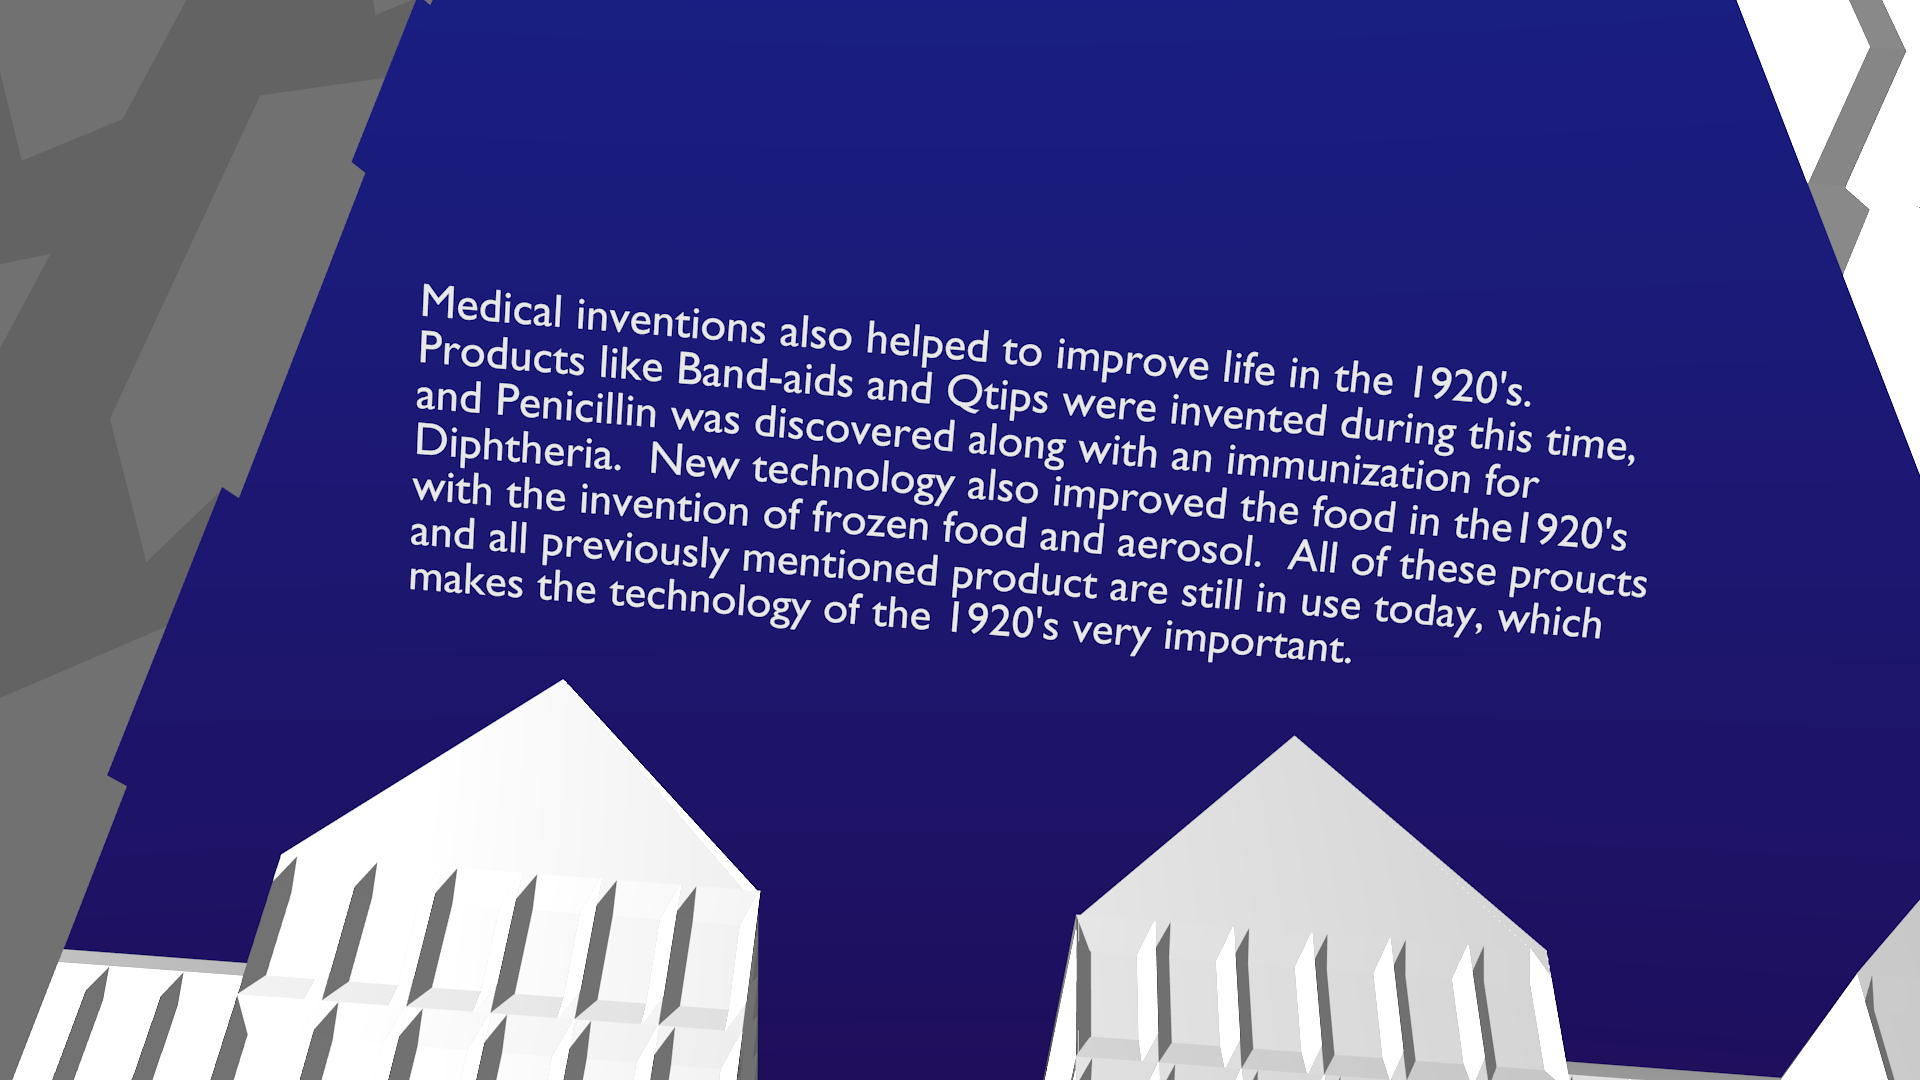 Medical inventions also helped to improve life in the 1920's.
Products like Band-aids and Qtips were invented during this time,
and Penicillin was discovered along with an immunization for
Diphtheria.  New technology also improved the food in the1920's
with the invention of frozen food and aerosol.  All of these proucts
and all previously mentioned product are still in use today, which
makes the technology of the 1920's very important.